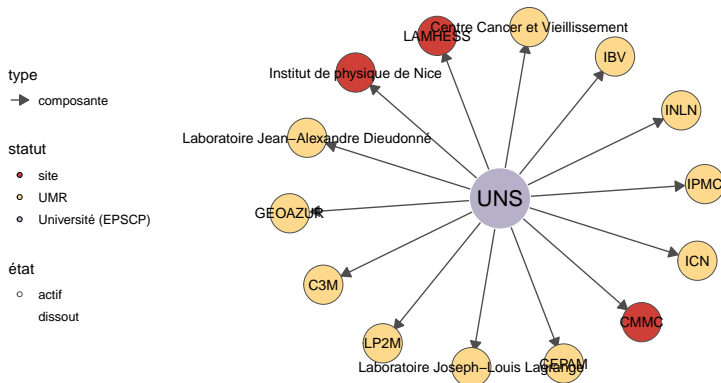 type
composante
statut
site
UMR
Université (EPSCP)
état
actif
dissout
Centre Cancer et Vieillissement
LAMHESS
IBV
Institut de physique de Nice
INLN
Laboratoire Jean−Alexandre Dieudonné
IPMC
UNS
GEOAZUR
ICN
C3M
CMMC
LP2M
CEPAM
Laboratoire Joseph−Louis Lagrange